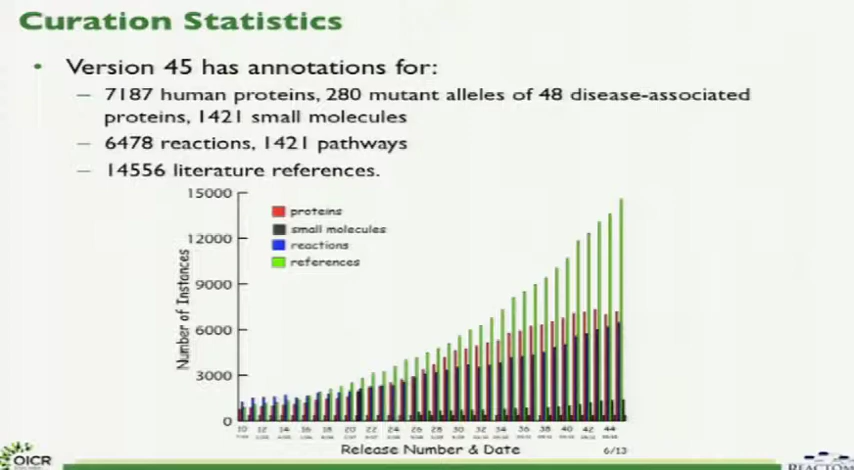 Curation Statistics
• Version 45 has annotations for:
– 7187 human proteins, 280 mutant alleles of 48 disease-associated
proteins, 1421 small molecules
– 6478 reactions, 1421 pathways
– 14556 literature references.
15000
12000
9000
6000
3000
0
Number of Instances
proteins
small molecules
reactions
references
10 12 14 16 18 20 22 24 26 28 30 32 34 36 38 40 42 44
Release Number & Date
6/13
OICR
REACTOM